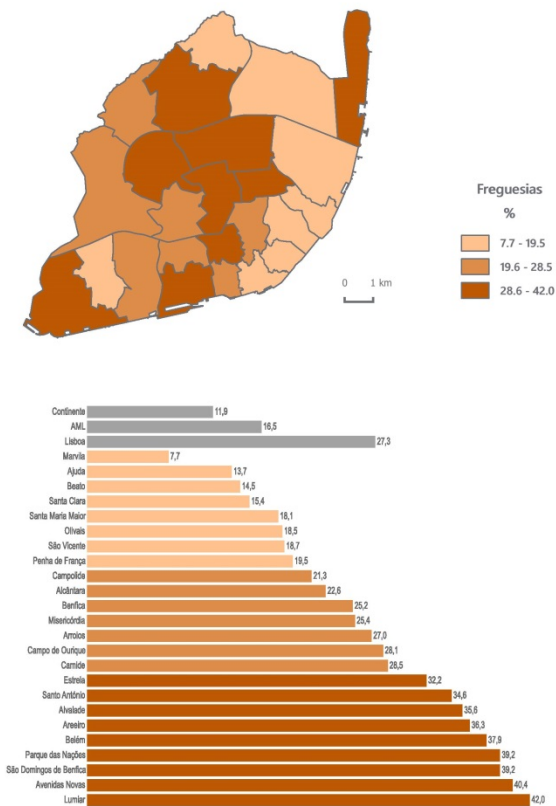 Freguesias
%
7.7 - 19.5
19.6 - 28.5
28.6 - 42.0
0 1 km
Continente 11,9
AML 16,5
Lisboa 27,3
Marvila 7,7
Ajuda 13,7
Beato 14,5
Santa Clara 15,4
Santa Maria Maior 18,1
Olivais 18,5
São Vicente 18,7
Penha de França 19,5
Campolide 21,3
Alcântara 22,6
Benfica 25,2
Misericórdia 25,4
Arroios 27,0
Campo de Ourique 28,1
Carnide 28,5
Estrela 32,2
Santo António 34,6
Alvalade 35,6
Areeiro 36,3
Belém 37,9
Parque das Nações 39,2
São Domingos de Benfica 39,2
Avenidas Novas 40,4
Lumiar 42,0